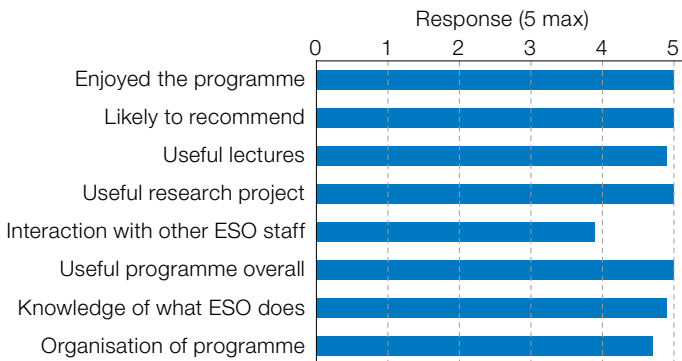 Response (5 max)
0 1 2 3 4 5
Enjoyed the programme
Likely to recommend
Useful lectures
Useful research project
Interaction with other ESO staff
Useful programme overall
Knowledge of what ESO does
Organisation of programme